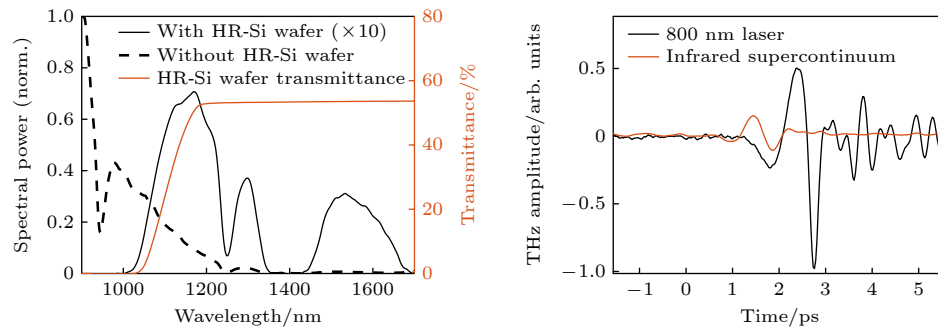 With HR-Si wafer (×10)
Without HR-Si wafer
HR-Si wafer transmittance
Spectral power (norm.)
1.0
0.8
0.6
0.4
0.2
0
80
60
40
20
0
Transmittance/%
1000 1200 1400 1600
Wavelength/nm
800 nm laser
Infrared supercontinuum
THz amplitude/arb. units
0.5
0
−0.5
−1.0
−1 0 1 2 3 4 5
Time/ps